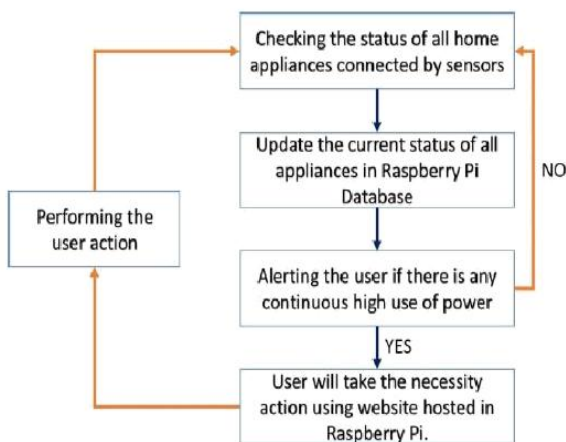 Checking the status of all home
appliances connected by sensors
Update the current status of all
appliances in Raspberry Pi
Database
NO
Performing the
user action
Alerting the user if there is any
continuous high use of power
YES
User will take the necessity
action using website hosted in
Raspberry Pi.